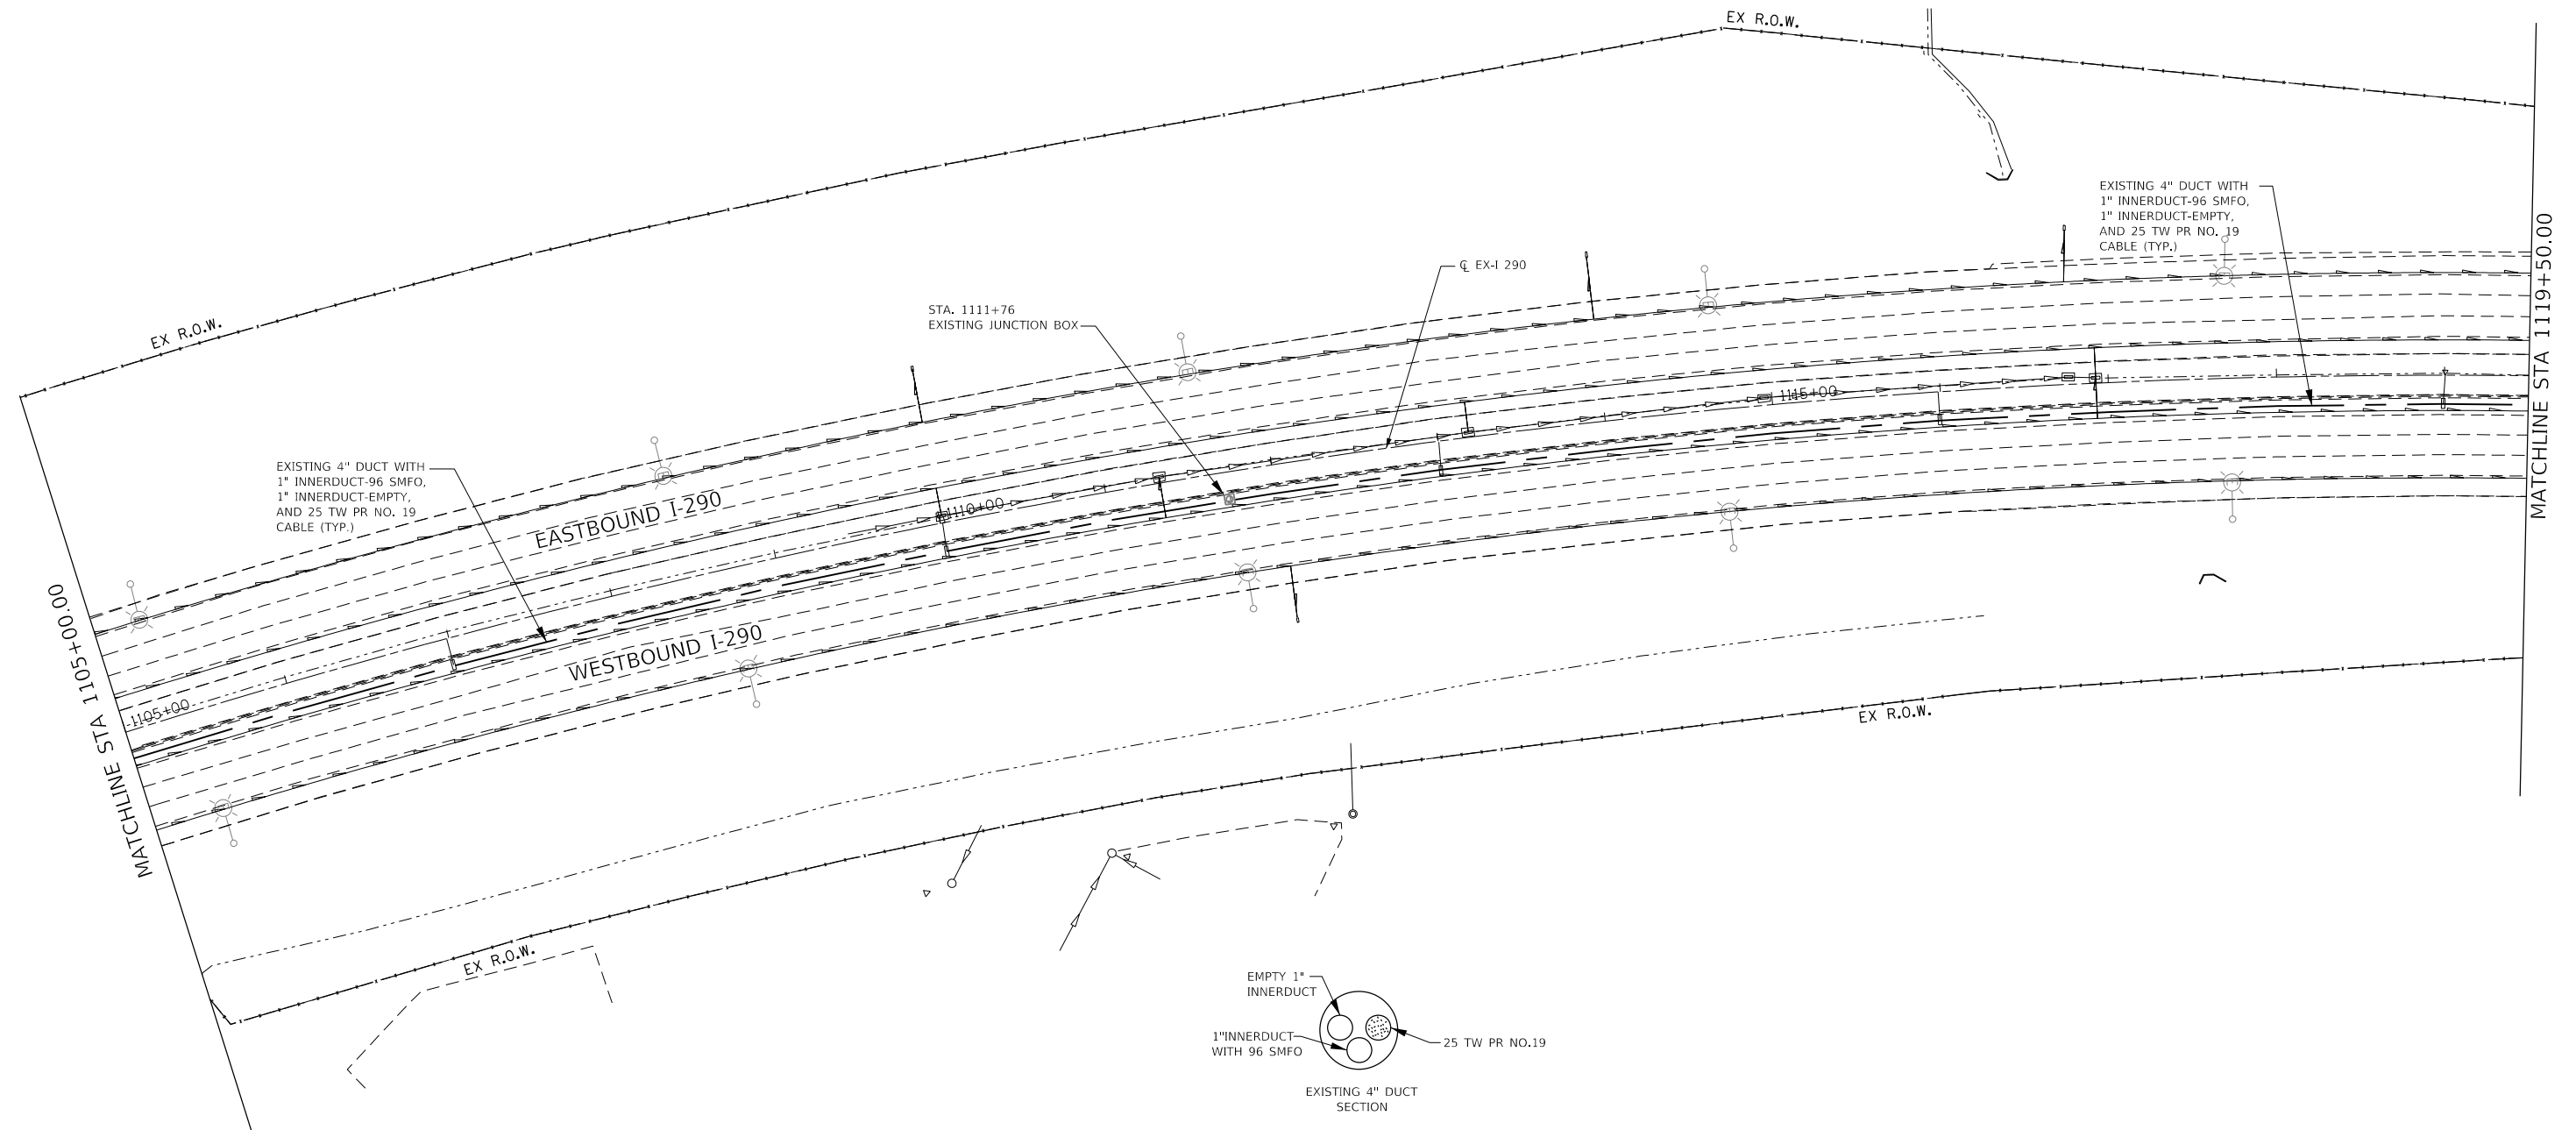 EX R.O.W.
EX R.O.W.
EXISTING 4" DUCT WITH
1" INNERDUCT-96 SMFO,
1" INNERDUCT-EMPTY,
AND 25 TW PR NO. 19
CABLE (TYP.)
℄ EX-I 290
STA. 1111+76
EXISTING JUNCTION BOX
MATCHLINE STA 1119+50.00
1115+00
EXISTING 4" DUCT WITH
1" INNERDUCT-96 SMFO,
1" INNERDUCT-EMPTY,
AND 25 TW PR NO. 19
CABLE (TYP.)
EASTBOUND I-290
1110+00
WESTBOUND I-290
1105+00
MATCHLINE STA 1105+00.00
EX R.O.W.
EX R.O.W.
EMPTY 1"
INNERDUCT
1"INNERDUCT
WITH 96 SMFO
25 TW PR NO.19
EXISTING 4" DUCT
SECTION